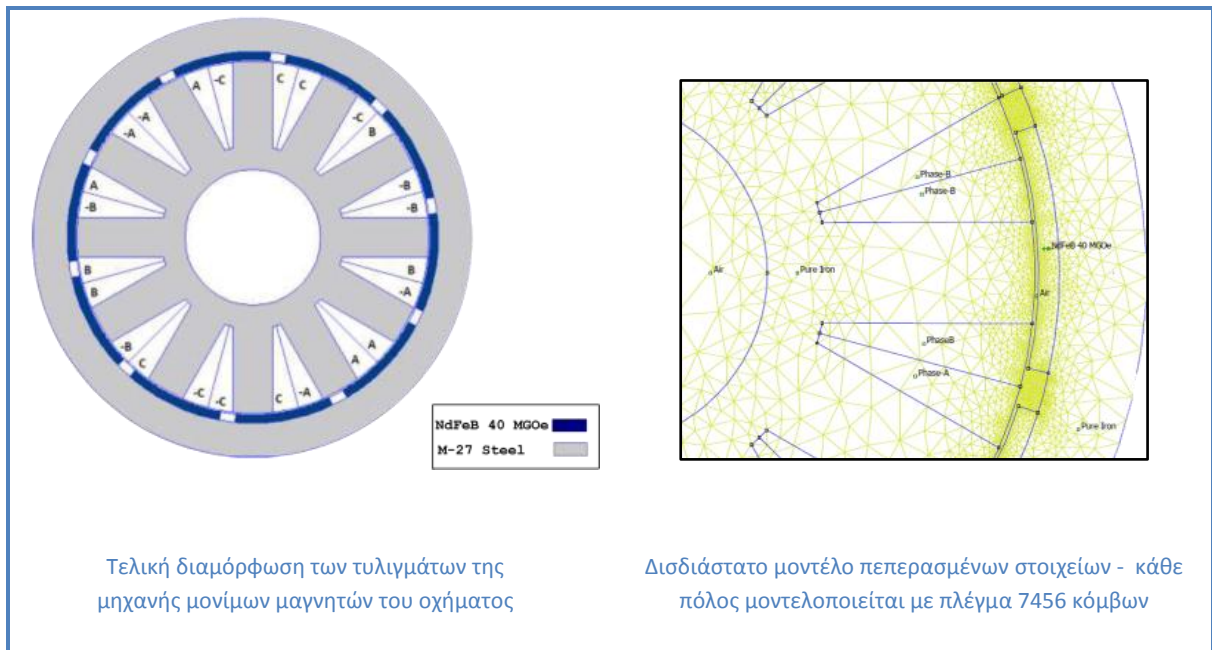 A
-C
C
C
-A
-A
-C
B
A
-B
-B
-B
B
B
B
-A
-B
C
A
A
-C
-C
C
-A
NdFeB 40 MGOe
M-27 Steel
Phase-B
Phase-B
NdFeB 40 MGOe
Air
Pure Iron
Air
PhaseB
Phase-A
Pure Iron
Τελική διαμόρφωση των τυλιγμάτων της
μηχανής μονίμων μαγνητών του οχήματος
Δισδιάστατο μοντέλο πεπερασμένων στοιχείων - κάθε
πόλος μοντελοποιείται με πλέγμα 7456 κόμβων